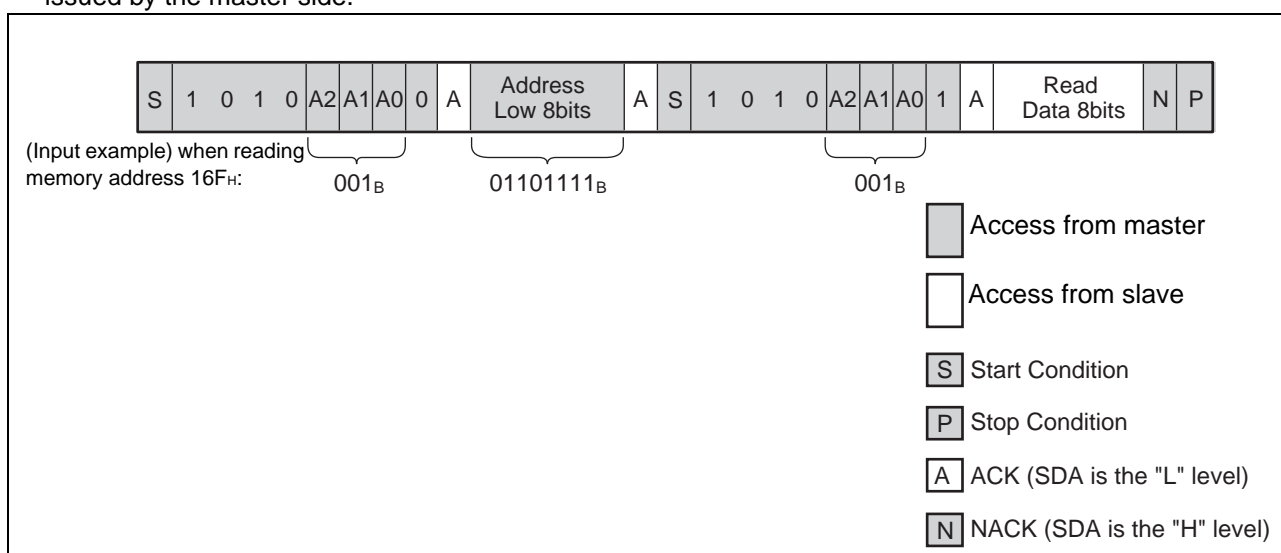 issued by the master side.
S 1 0 1 0 A2 A1 A0 0 A Address Low 8bits A S 1 0 1 0 A2 A1 A0 1 A Read Data 8bits N P
(Input example) when reading
memory address 16FH:
001B 01101111B 001B
Access from master
Access from slave
S Start Condition
P Stop Condition
A ACK (SDA is the "L" level)
N NACK (SDA is the "H" level)